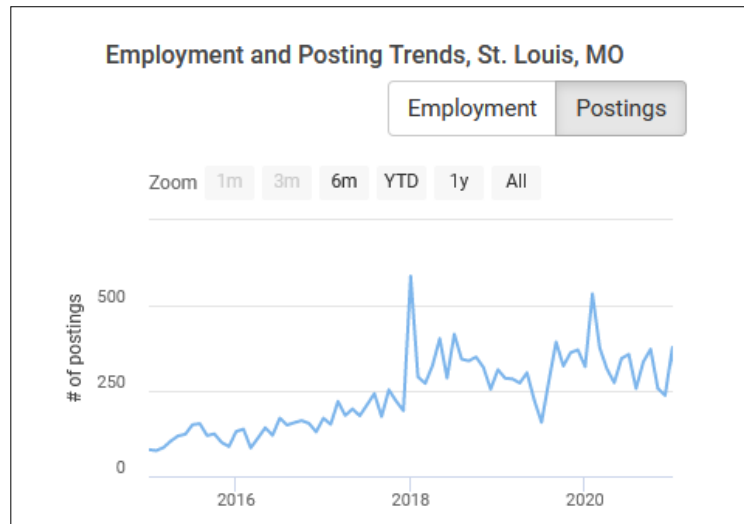 Employment and Posting Trends, St. Louis, MO
Employment Postings
Zoom 1m 3m 6m YTD 1y All
# of postings
500
250
0
2016 2018 2020